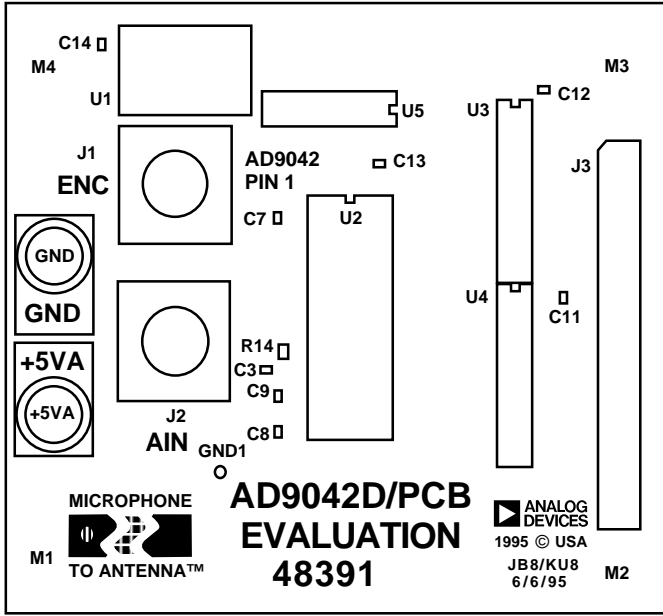 C14
M4
U1
U5
U3
C12
M3
J1
ENC
AD9042
PIN 1
C13
J3
C7
U2
GND
GND
U4
C11
+5VA
+5VA
R14
C3
C9
C8
J2
AIN
GND1
MICROPHONE
TO ANTENNA™
M1
AD9042D/PCB
EVALUATION
48391
ANALOG
DEVICES
1995 © USA
JB8/KU8
6/6/95
M2